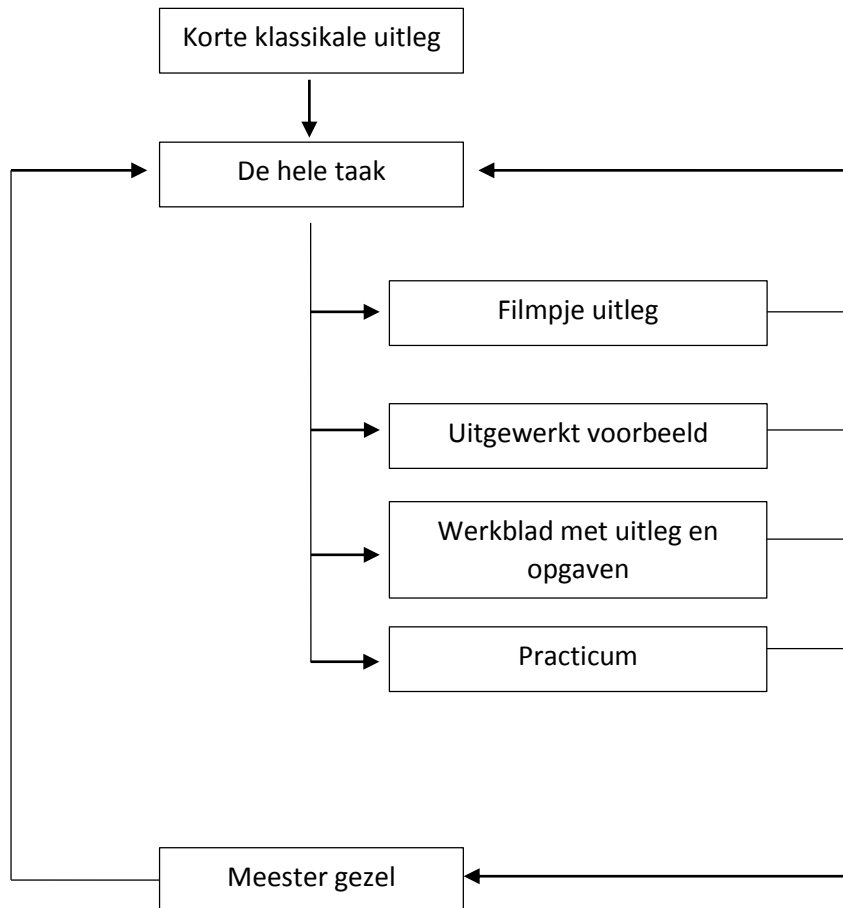 Korte klassikale uitleg
De hele taak
Filmpje uitleg
Uitgewerkt voorbeeld
Werkblad met uitleg en
opgaven
Practicum
Meester gezel